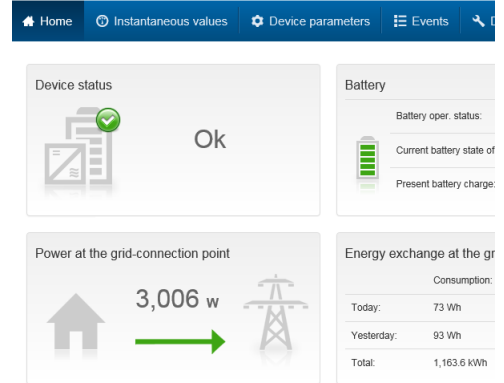 Home Instantaneous values Device parameters Events
Device status
Ok
Battery
Battery oper. status:
Current battery state of
Present battery charge:
Power at the grid-connection point
3,006 w
Energy exchange at the
Consumption:
Today: 73 Wh
Yesterday: 93 Wh
Total: 1,163.6 kWh